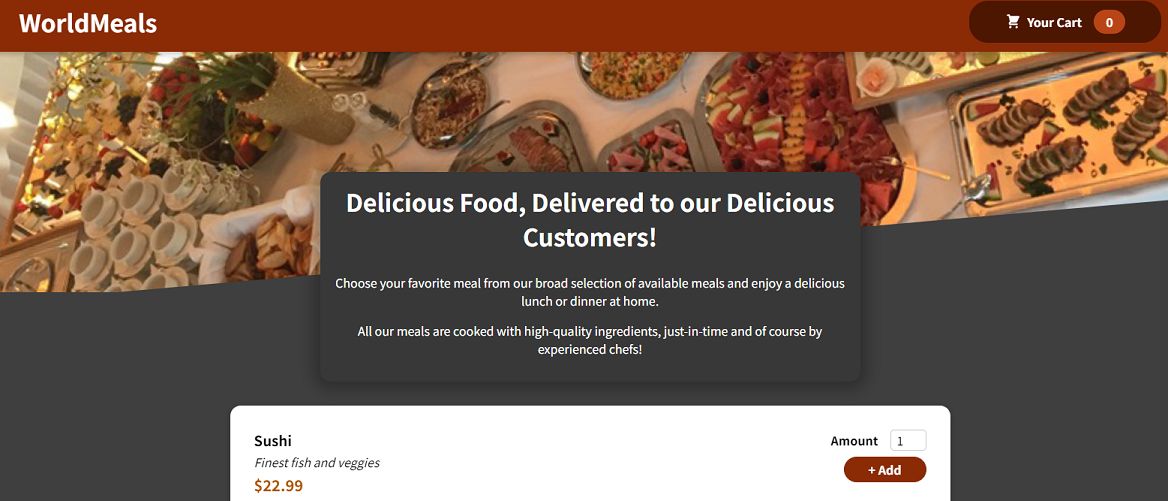 WorldMeals
Your Cart 0
Delicious Food, Delivered to our Delicious
Customers!
Choose your favorite meal from our broad selection of available meals and enjoy a delicious
lunch or dinner at home.
All our meals are cooked with high-quality ingredients, just-in-time and of course by
experienced chefs!
Sushi
Amount 1
Finest fish and veggies
+ Add
$22.99